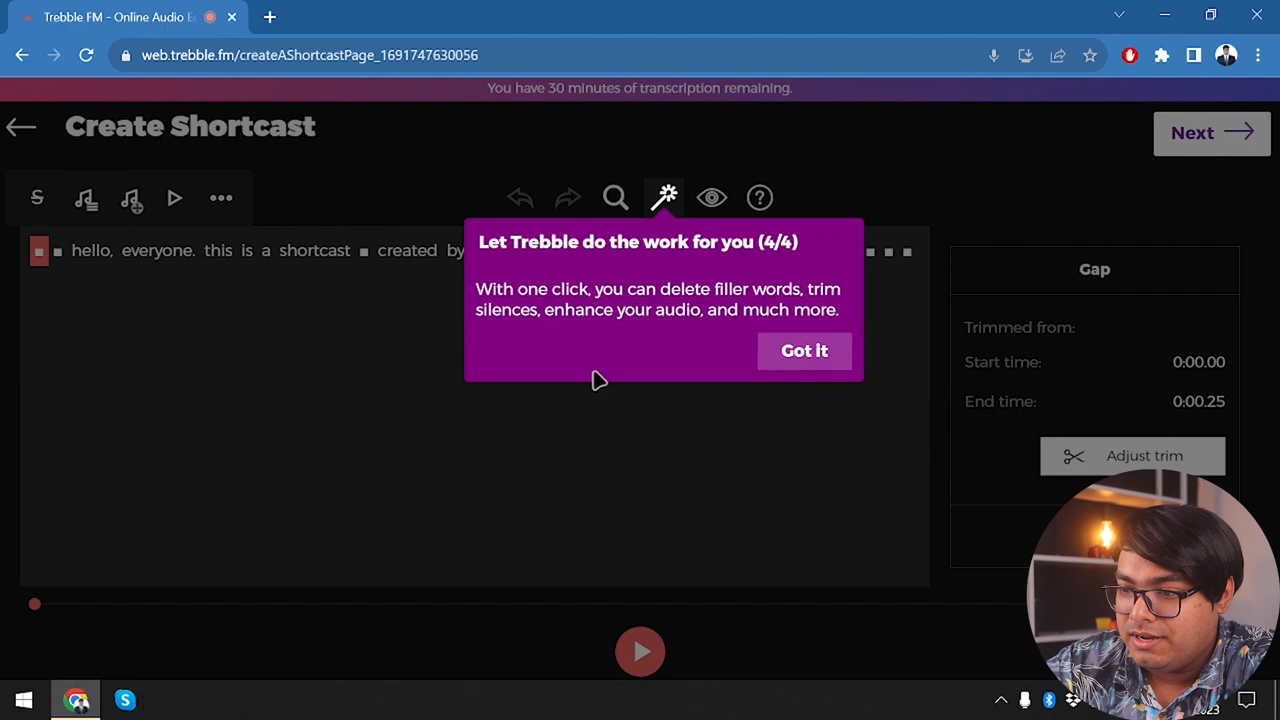 Trebble FM - Online Audio E
web.trebble.fm/createAShortcastPage_1691747630056
You have 30 minutes of transcription remaining.
Create Shortcast
Next
Let Trebble do the work for you (4/4)
hello, everyone. this is a shortcast created by
With one click, you can delete filler words, trim
silences, enhance your audio, and much more.
Got it
Gap
Trimmed from:
Start time: 0:00.00
End time: 0:00.25
Adjust trim